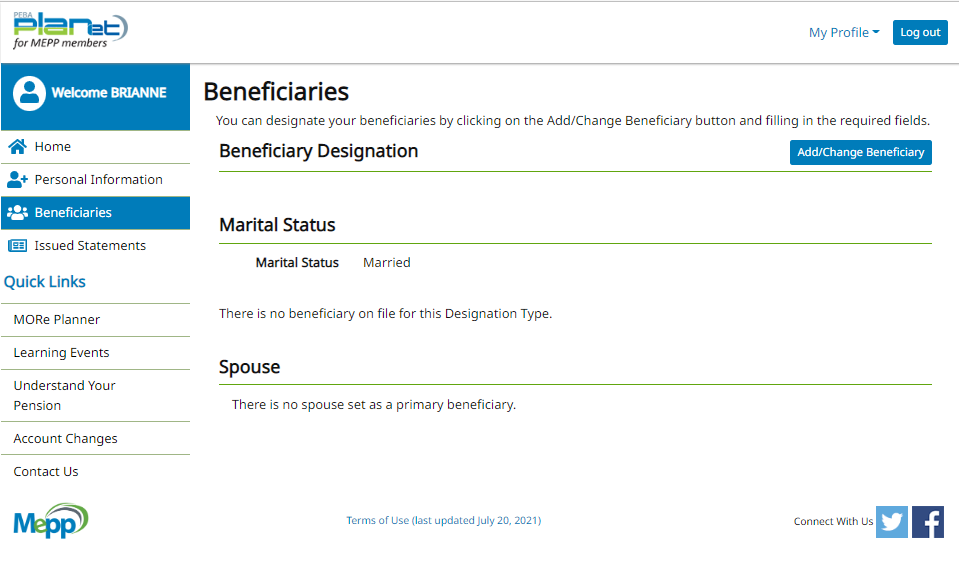 PEBA
planet
for MEPP members
My Profile
Log out
Welcome BRIANNE
Home
Personal Information
Beneficiaries
Issued Statements
Quick Links
MORe Planner
Learning Events
Understand Your
Pension
Account Changes
Contact Us
Mepp
Beneficiaries
You can designate your beneficiaries by clicking on the Add/Change Beneficiary button and filling in the required fields.
Beneficiary Designation
Add/Change Beneficiary
Marital Status
Marital Status Married
There is no beneficiary on file for this Designation Type.
Spouse
There is no spouse set as a primary beneficiary.
Terms of Use (last updated July 20, 2021)
Connect With Us